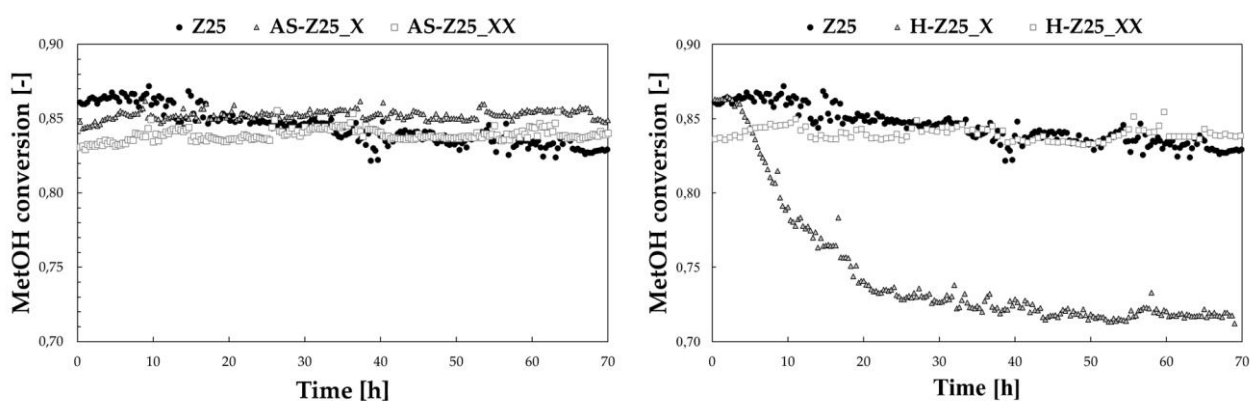 ● Z25 ▲ AS-Z25_X □ AS-Z25_XX
0,90
0,85
0,80
0,75
0,70
MetOH conversion [-]
0 10 20 30 40 50 60 70
Time [h]
● Z25 ▲ H-Z25_X □ H-Z25_XX
0,90
0,85
0,80
0,75
0,70
MetOH conversion [-]
0 10 20 30 40 50 60 70
Time [h]